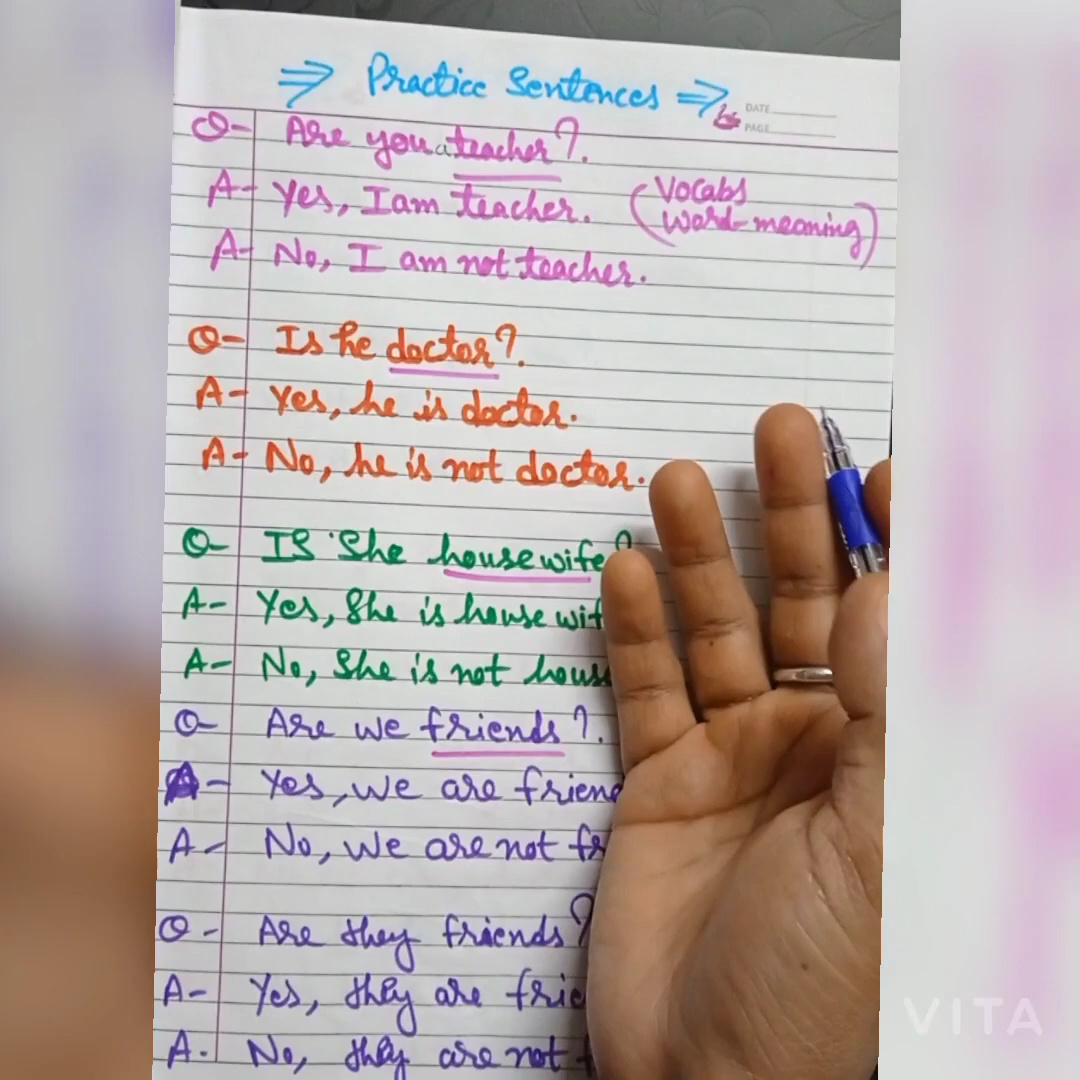 ⇒ Practice Sentences ⇒
DATE
PAGE
Q- Are you a teacher?.
A- Yes, I am teacher.
(Vocabs
word-meaning)
A- No, I am not teacher.
Q- Is he doctor?.
A- Yes, he is doctor.
A- No, he is not doctor.
Q- IS She house wife?
A- Yes, She is house wif
A- No, She is not hous
Q- Are we friends?.
A- Yes, we are frien
A- No, we are not fr
Q- Are they friends?
A- Yes, they are frie
A. No, they are not f
VITA